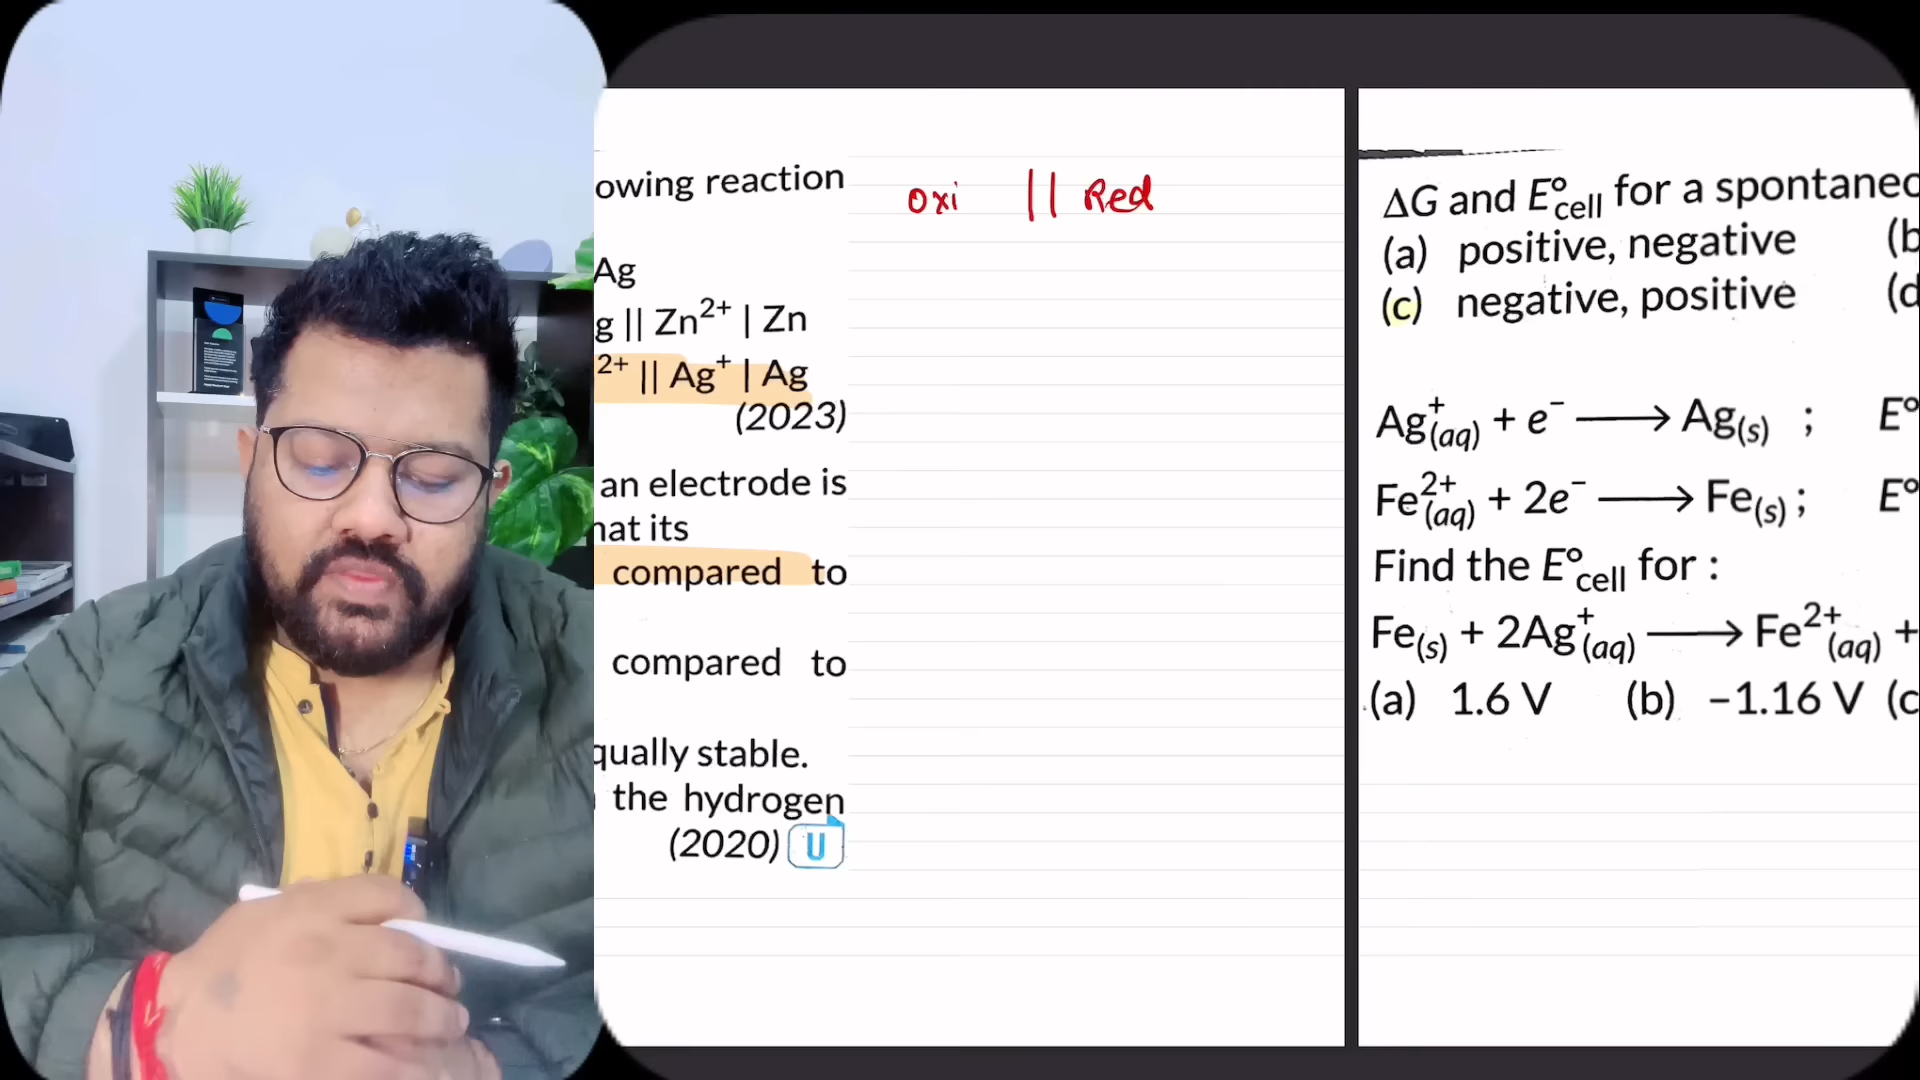 owing reaction
Ag
g || Zn²⁺ | Zn
²⁺ || Ag⁺ | Ag
(2023)
an electrode is
hat its
compared to
compared to
qually stable.
the hydrogen
(2020) U
oxi || Red
ΔG and E°cell for a spontaneo
(a) positive, negative (b
(c) negative, positive (d
Ag⁺(aq) + e⁻ ⟶ Ag(s) ; E°
Fe²⁺(aq) + 2e⁻ ⟶ Fe(s) ; E°
Find the E°cell for :
Fe(s) + 2Ag⁺(aq) ⟶ Fe²⁺(aq) +
(a) 1.6 V (b) −1.16 V (c